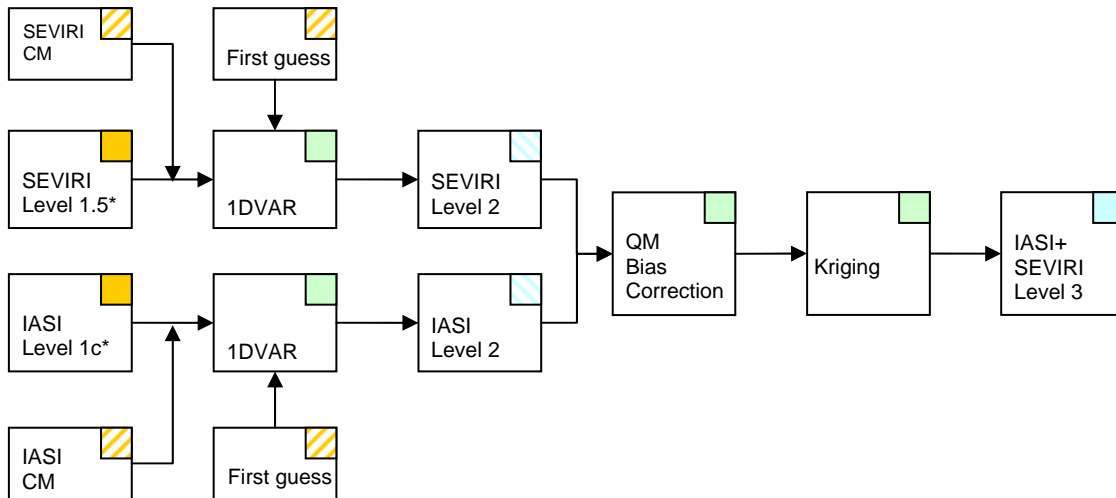 SEVIRI
CM
First guess
SEVIRI
Level 1.5*
1DVAR
SEVIRI
Level 2
QM
Bias
Correction
Kriging
IASI+
SEVIRI
Level 3
IASI
Level 1c*
1DVAR
IASI
Level 2
IASI
CM
First guess